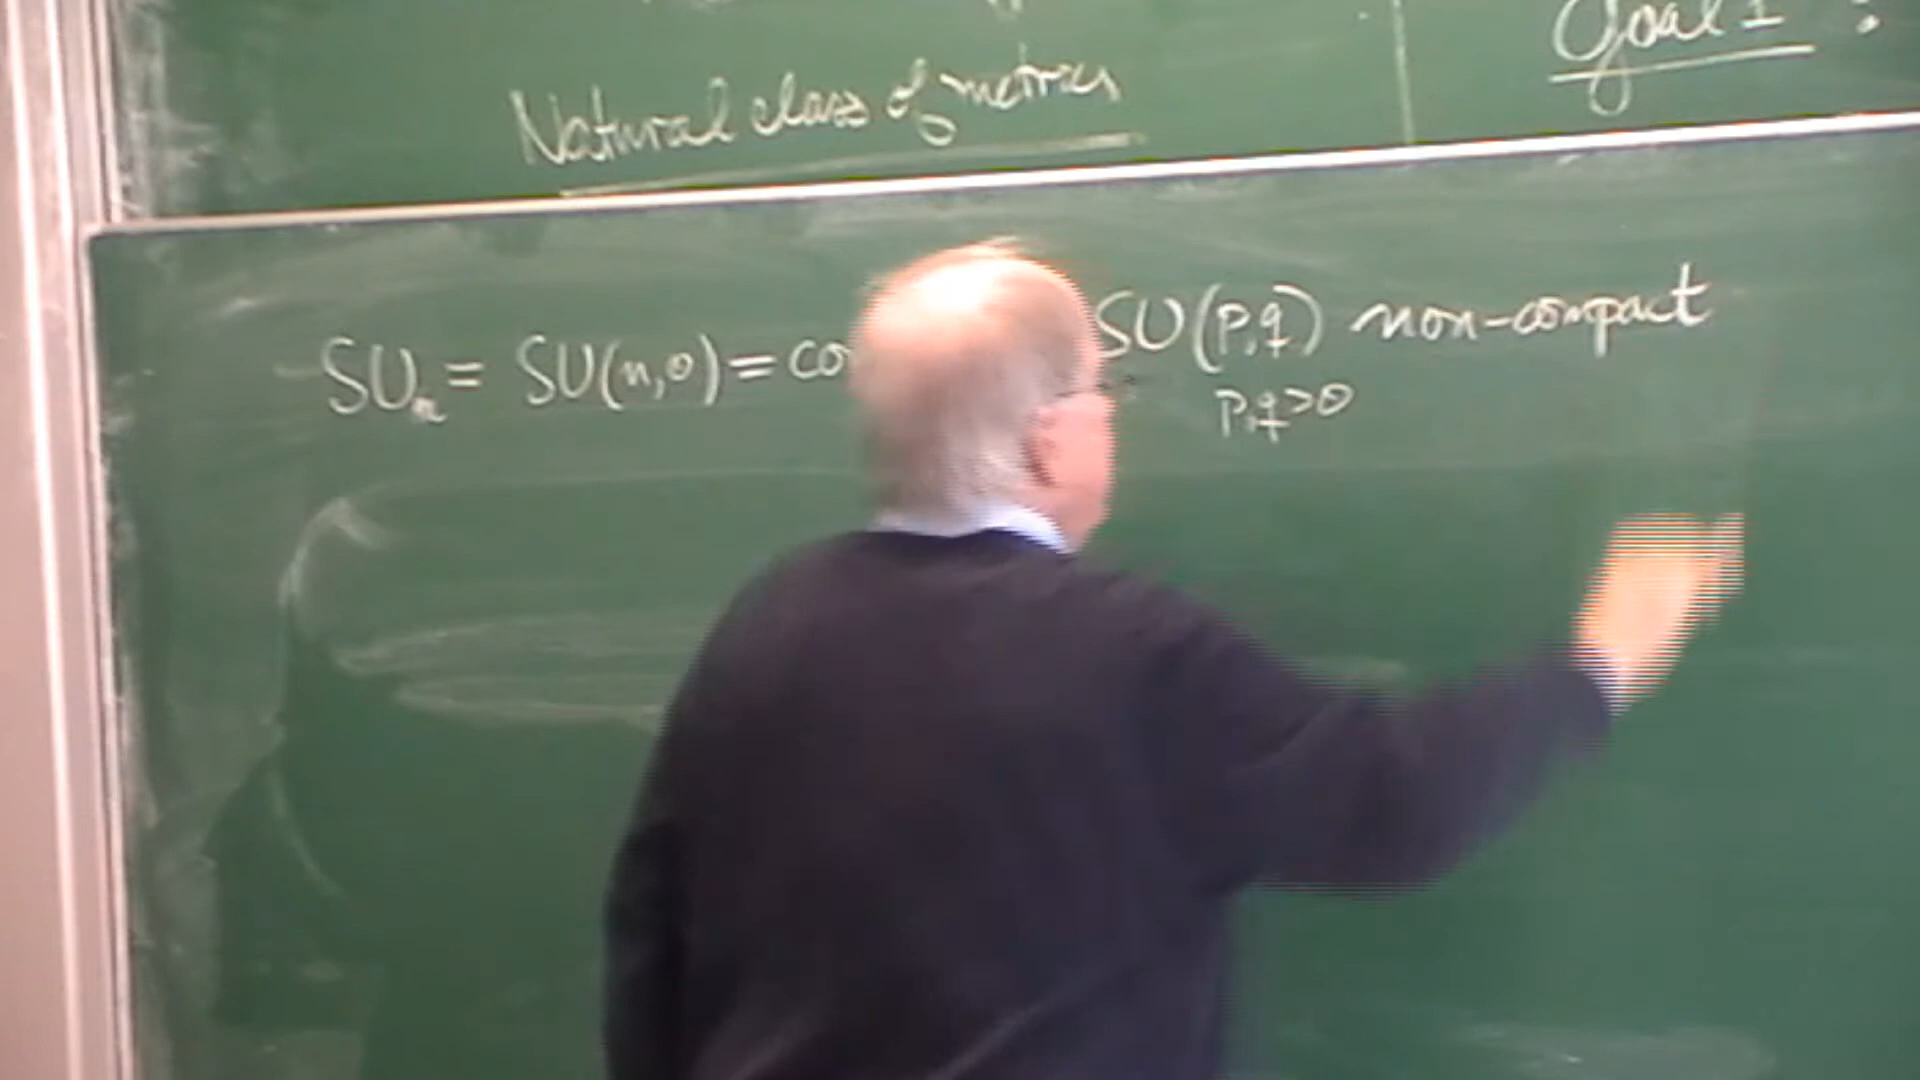 Natural class of metrics
Goal 1 :
SUn = SU(n,0) = co
SU(p,q) non-compact
p,q>0